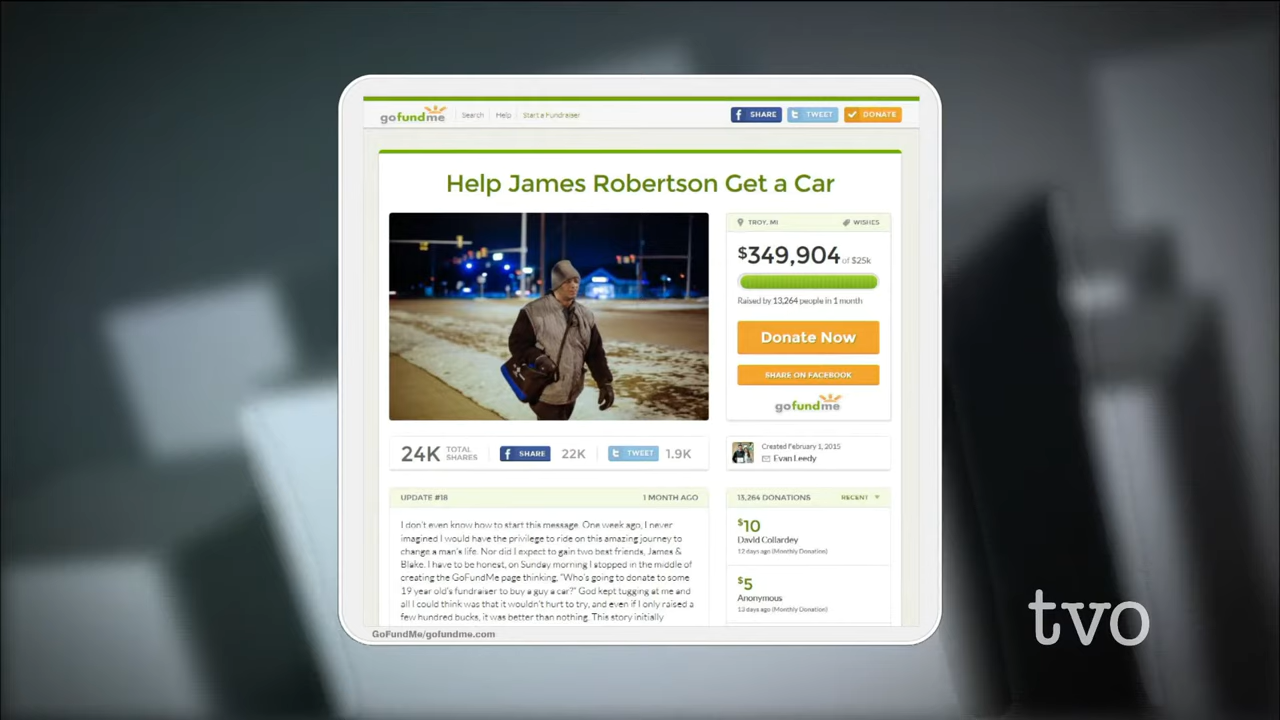 gofundme
Search
Help
Start a Fundraiser
SHARE
TWEET
DONATE
Help James Robertson Get a Car
TROY, MI
WISHES
$349,904 of $25k
Raised by 13,264 people in 1 month
Donate Now
SHARE ON FACEBOOK
gofundme
24K TOTAL SHARES
SHARE 22K
TWEET 1.9K
Created February 1, 2015
Evan Leedy
UPDATE #18
1 MONTH AGO
I don't even know how to start this message. One week ago, I never
imagined I would have the privilege to ride on this amazing journey to
change a man's life. Nor did I expect to gain two best friends, James &
Blake. I have to be honest, on Sunday morning I stopped in the middle of
creating the GoFundMe page thinking, "Who's going to donate to some
19 year old's fundraiser to buy a guy a car?" God kept tugging at me and
all I could think was that it wouldn't hurt to try, and even if I only raised a
few hundred bucks, it was better than nothing. This story initially
13,264 DONATIONS
RECENT
$10
David Collardey
12 days ago (Monthly Donation)
$5
Anonymous
13 days ago (Monthly Donation)
GoFundMe/gofundme.com
tvo